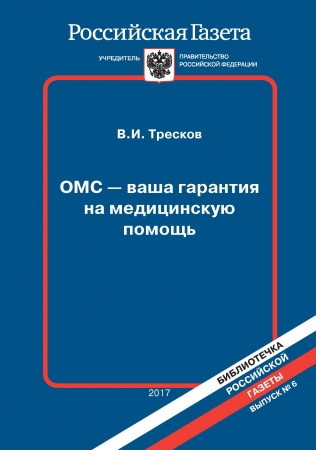 Российская Газета
УЧРЕДИТЕЛЬ
ПРАВИТЕЛЬСТВО
РОССИЙСКОЙ ФЕДЕРАЦИИ
В.И. Тресков
ОМС — ваша гарантия
на медицинскую
помощь
БИБЛИОТЕЧКА
РОССИЙСКОЙ
ГАЗЕТЫ
ВЫПУСК № 6
2017